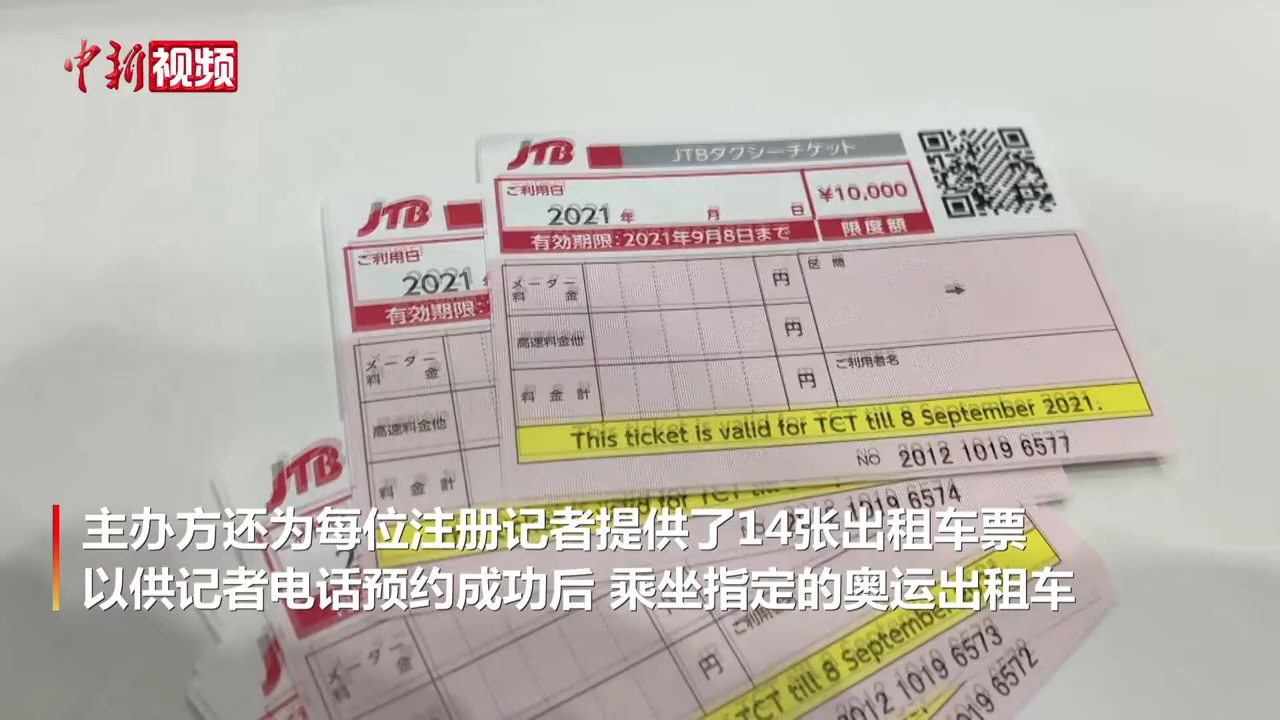 中新视频
JTB JTBタクシーチケット
ご利用日
2021年 月 日
¥10,000
有効期限:2021年9月8日まで
限度額
メーター料金 円
区間 →
高速料金他 円
料金計 円
ご利用者名
This ticket is valid for TCT till 8 September 2021.
NO 2012 1019 6577
JTB
ご利用日
2021
有効期限:
メーター料金
高速料金他
料金計
valid for TCT till
1019 6574
JTB
主办方还为每位注册记者提供了14张出租车票
以供记者电话预约成功后 乘坐指定的奥运出租车
メーター料金 円
TCT till 8 September
2012 1019 6573
1019 6572